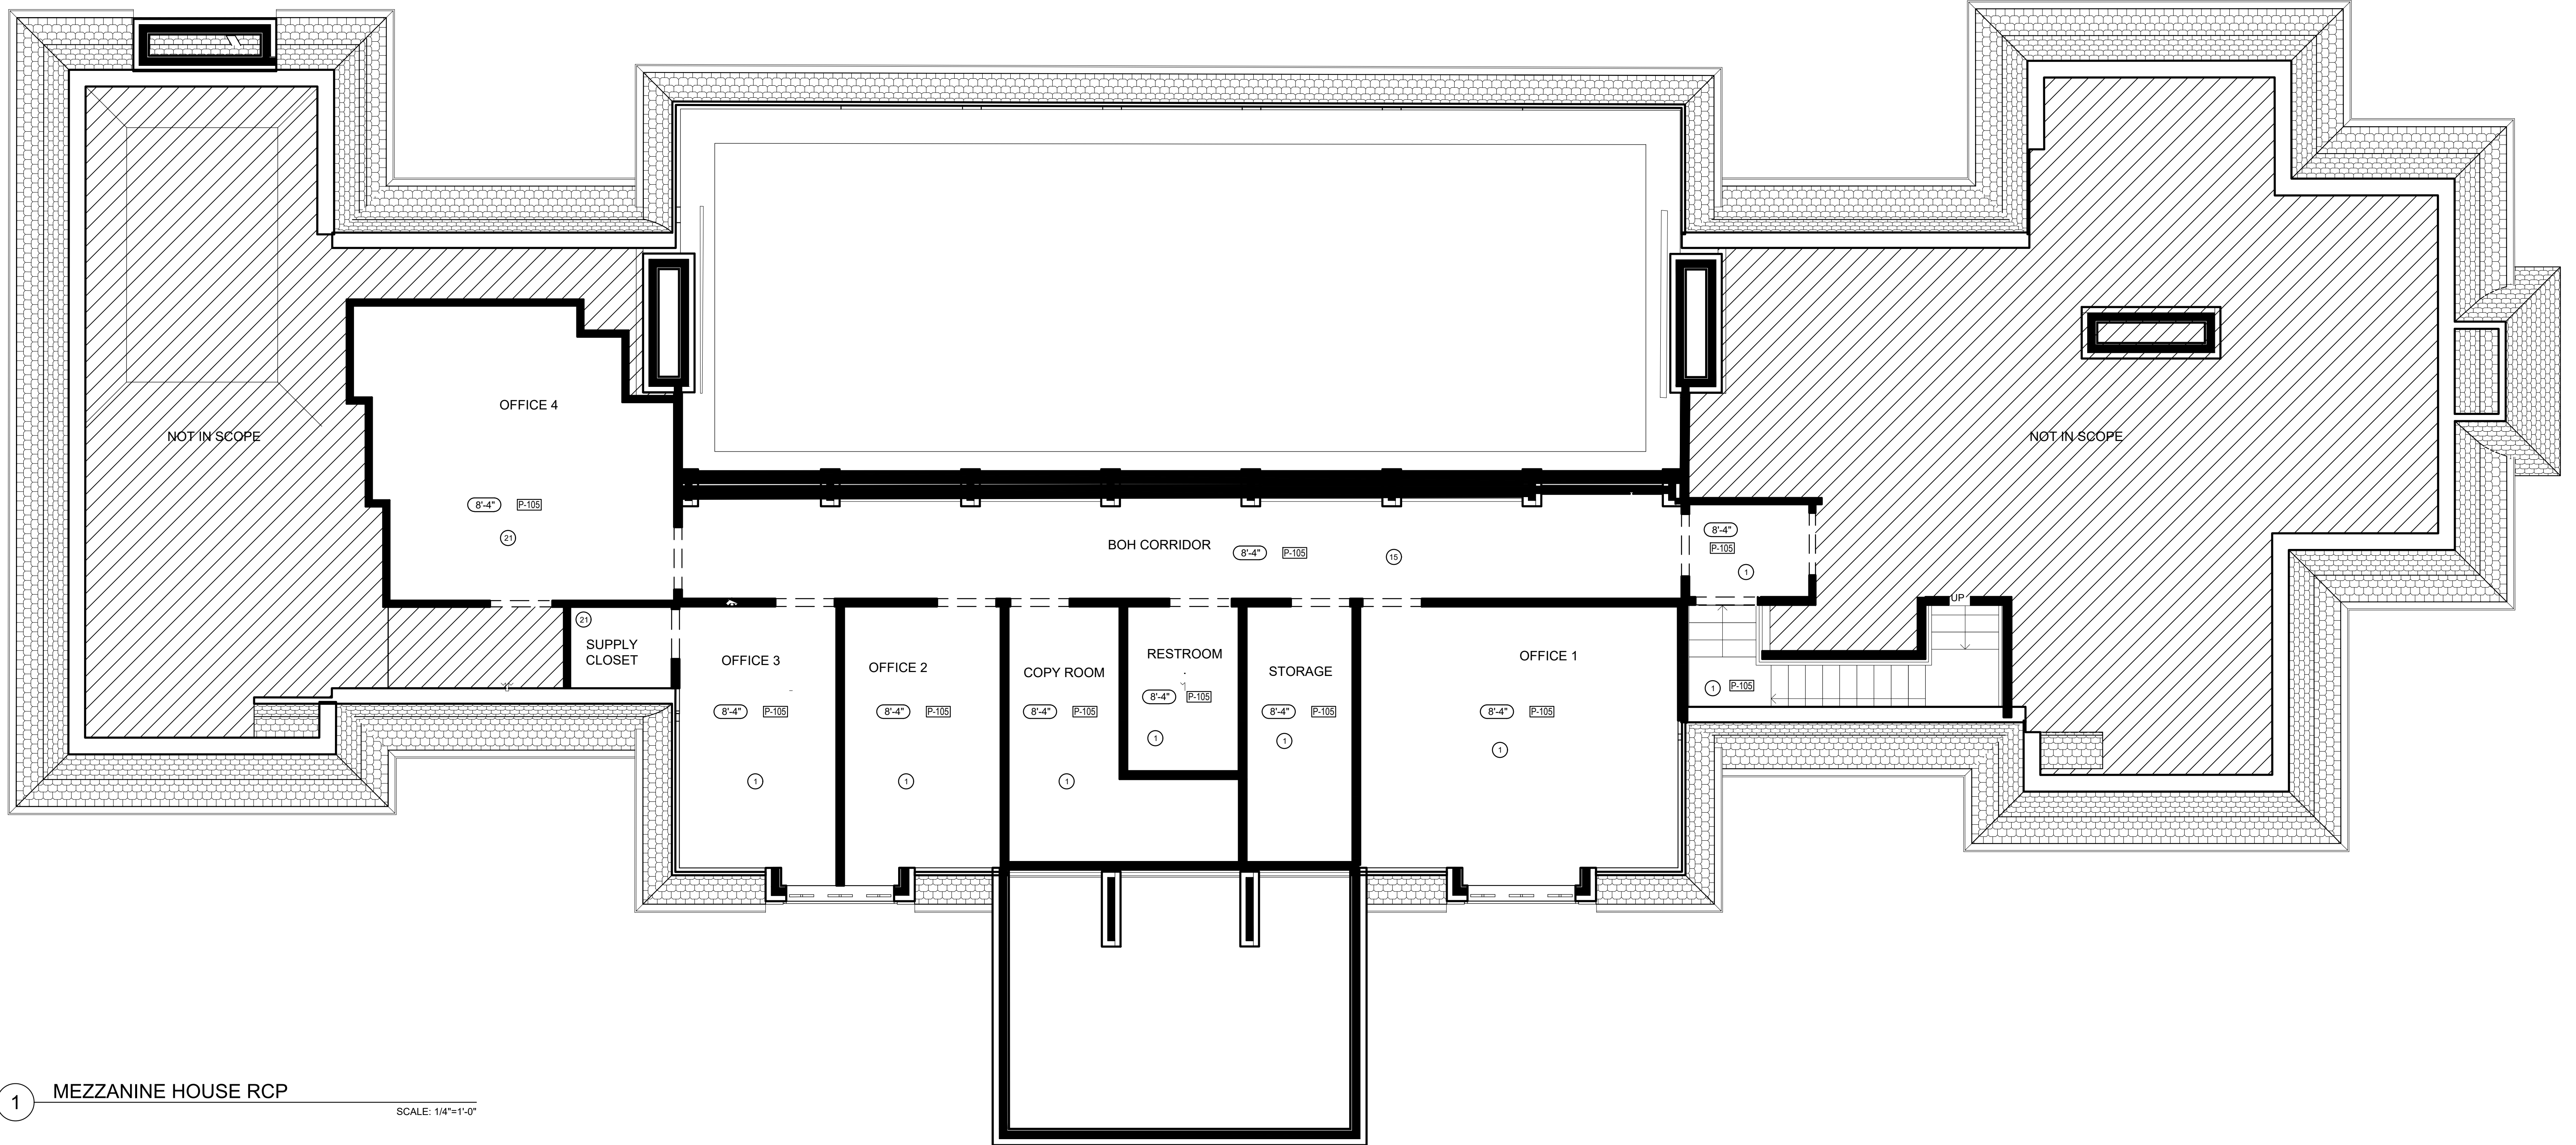 OFFICE 4
NOT IN SCOPE
NOT IN SCOPE
8'-4" P-105
21
BOH CORRIDOR
8'-4" P-105
15
8'-4"
P-105
1
UP
21
SUPPLY
CLOSET
OFFICE 3
8'-4" P-105
1
OFFICE 2
8'-4" P-105
1
COPY ROOM
8'-4" P-105
1
RESTROOM
8'-4" P-105
1
STORAGE
8'-4" P-105
1
OFFICE 1
8'-4" P-105
1
1 P-105
1 MEZZANINE HOUSE RCP
SCALE: 1/4"=1'-0"